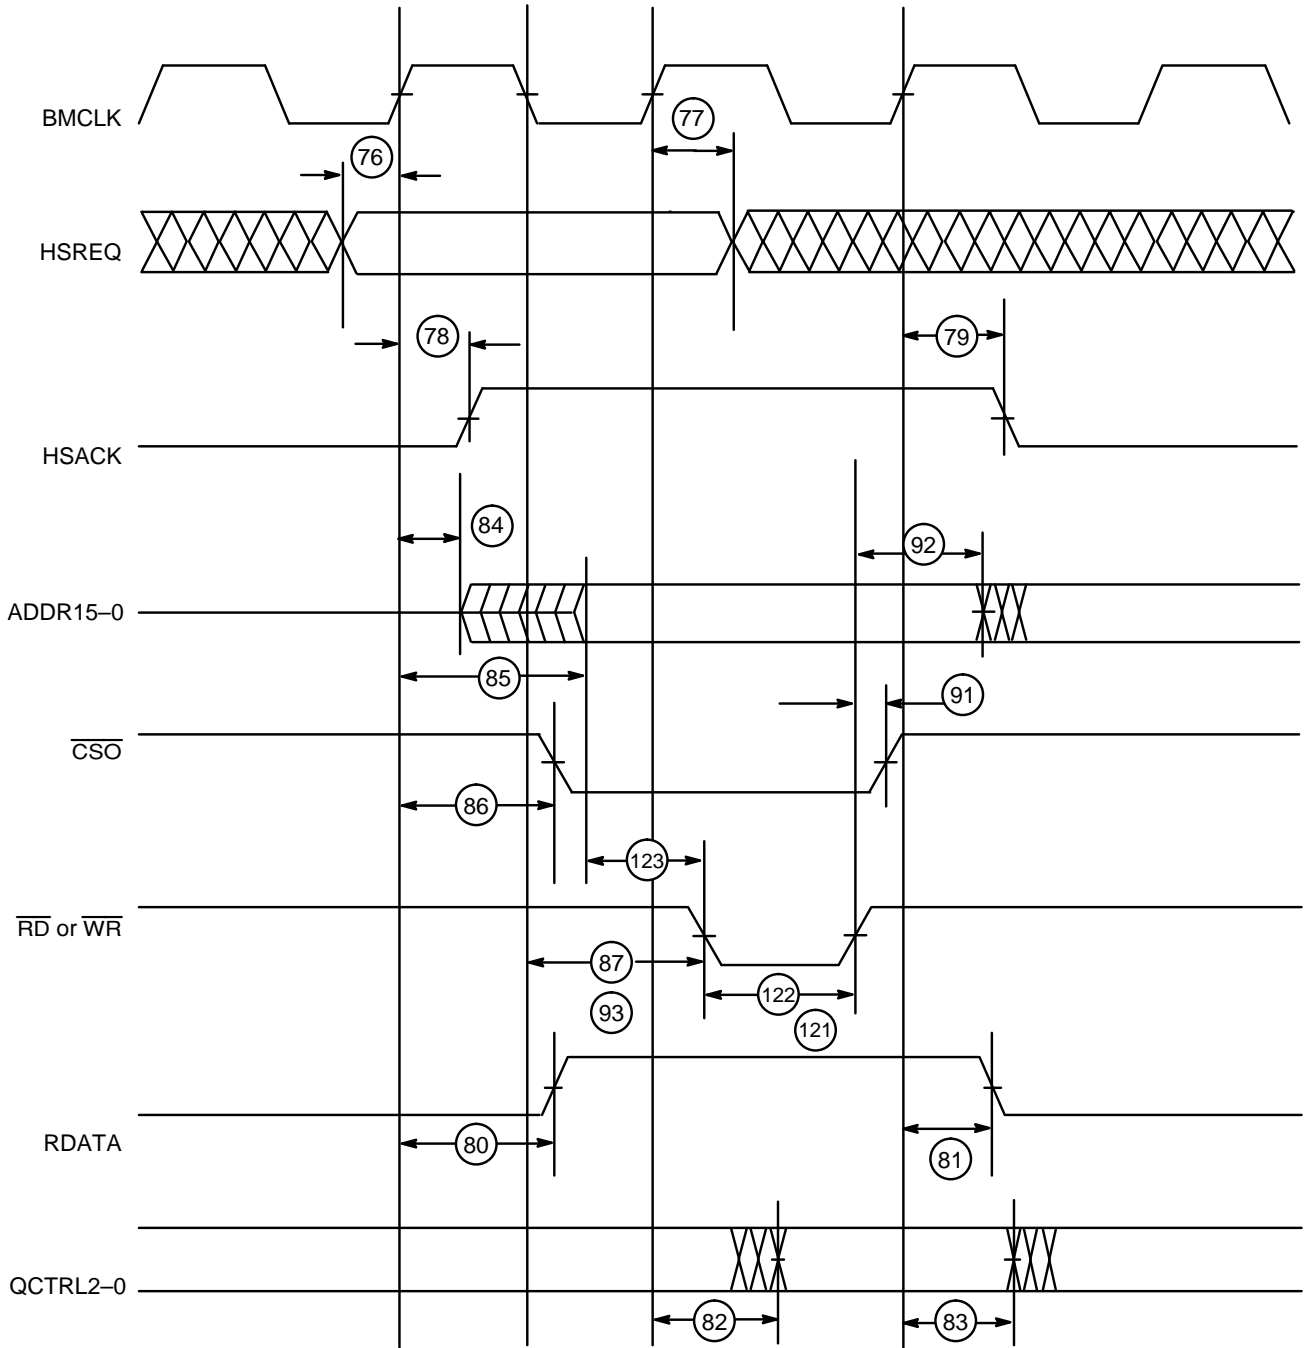 BMCLK
77
76
HSREQ
78
79
HSACK
84
92
ADDR15–0
85
91
CSO
86
123
RD or WR
87
122
93
121
RDATA
80
81
QCTRL2–0
82
83